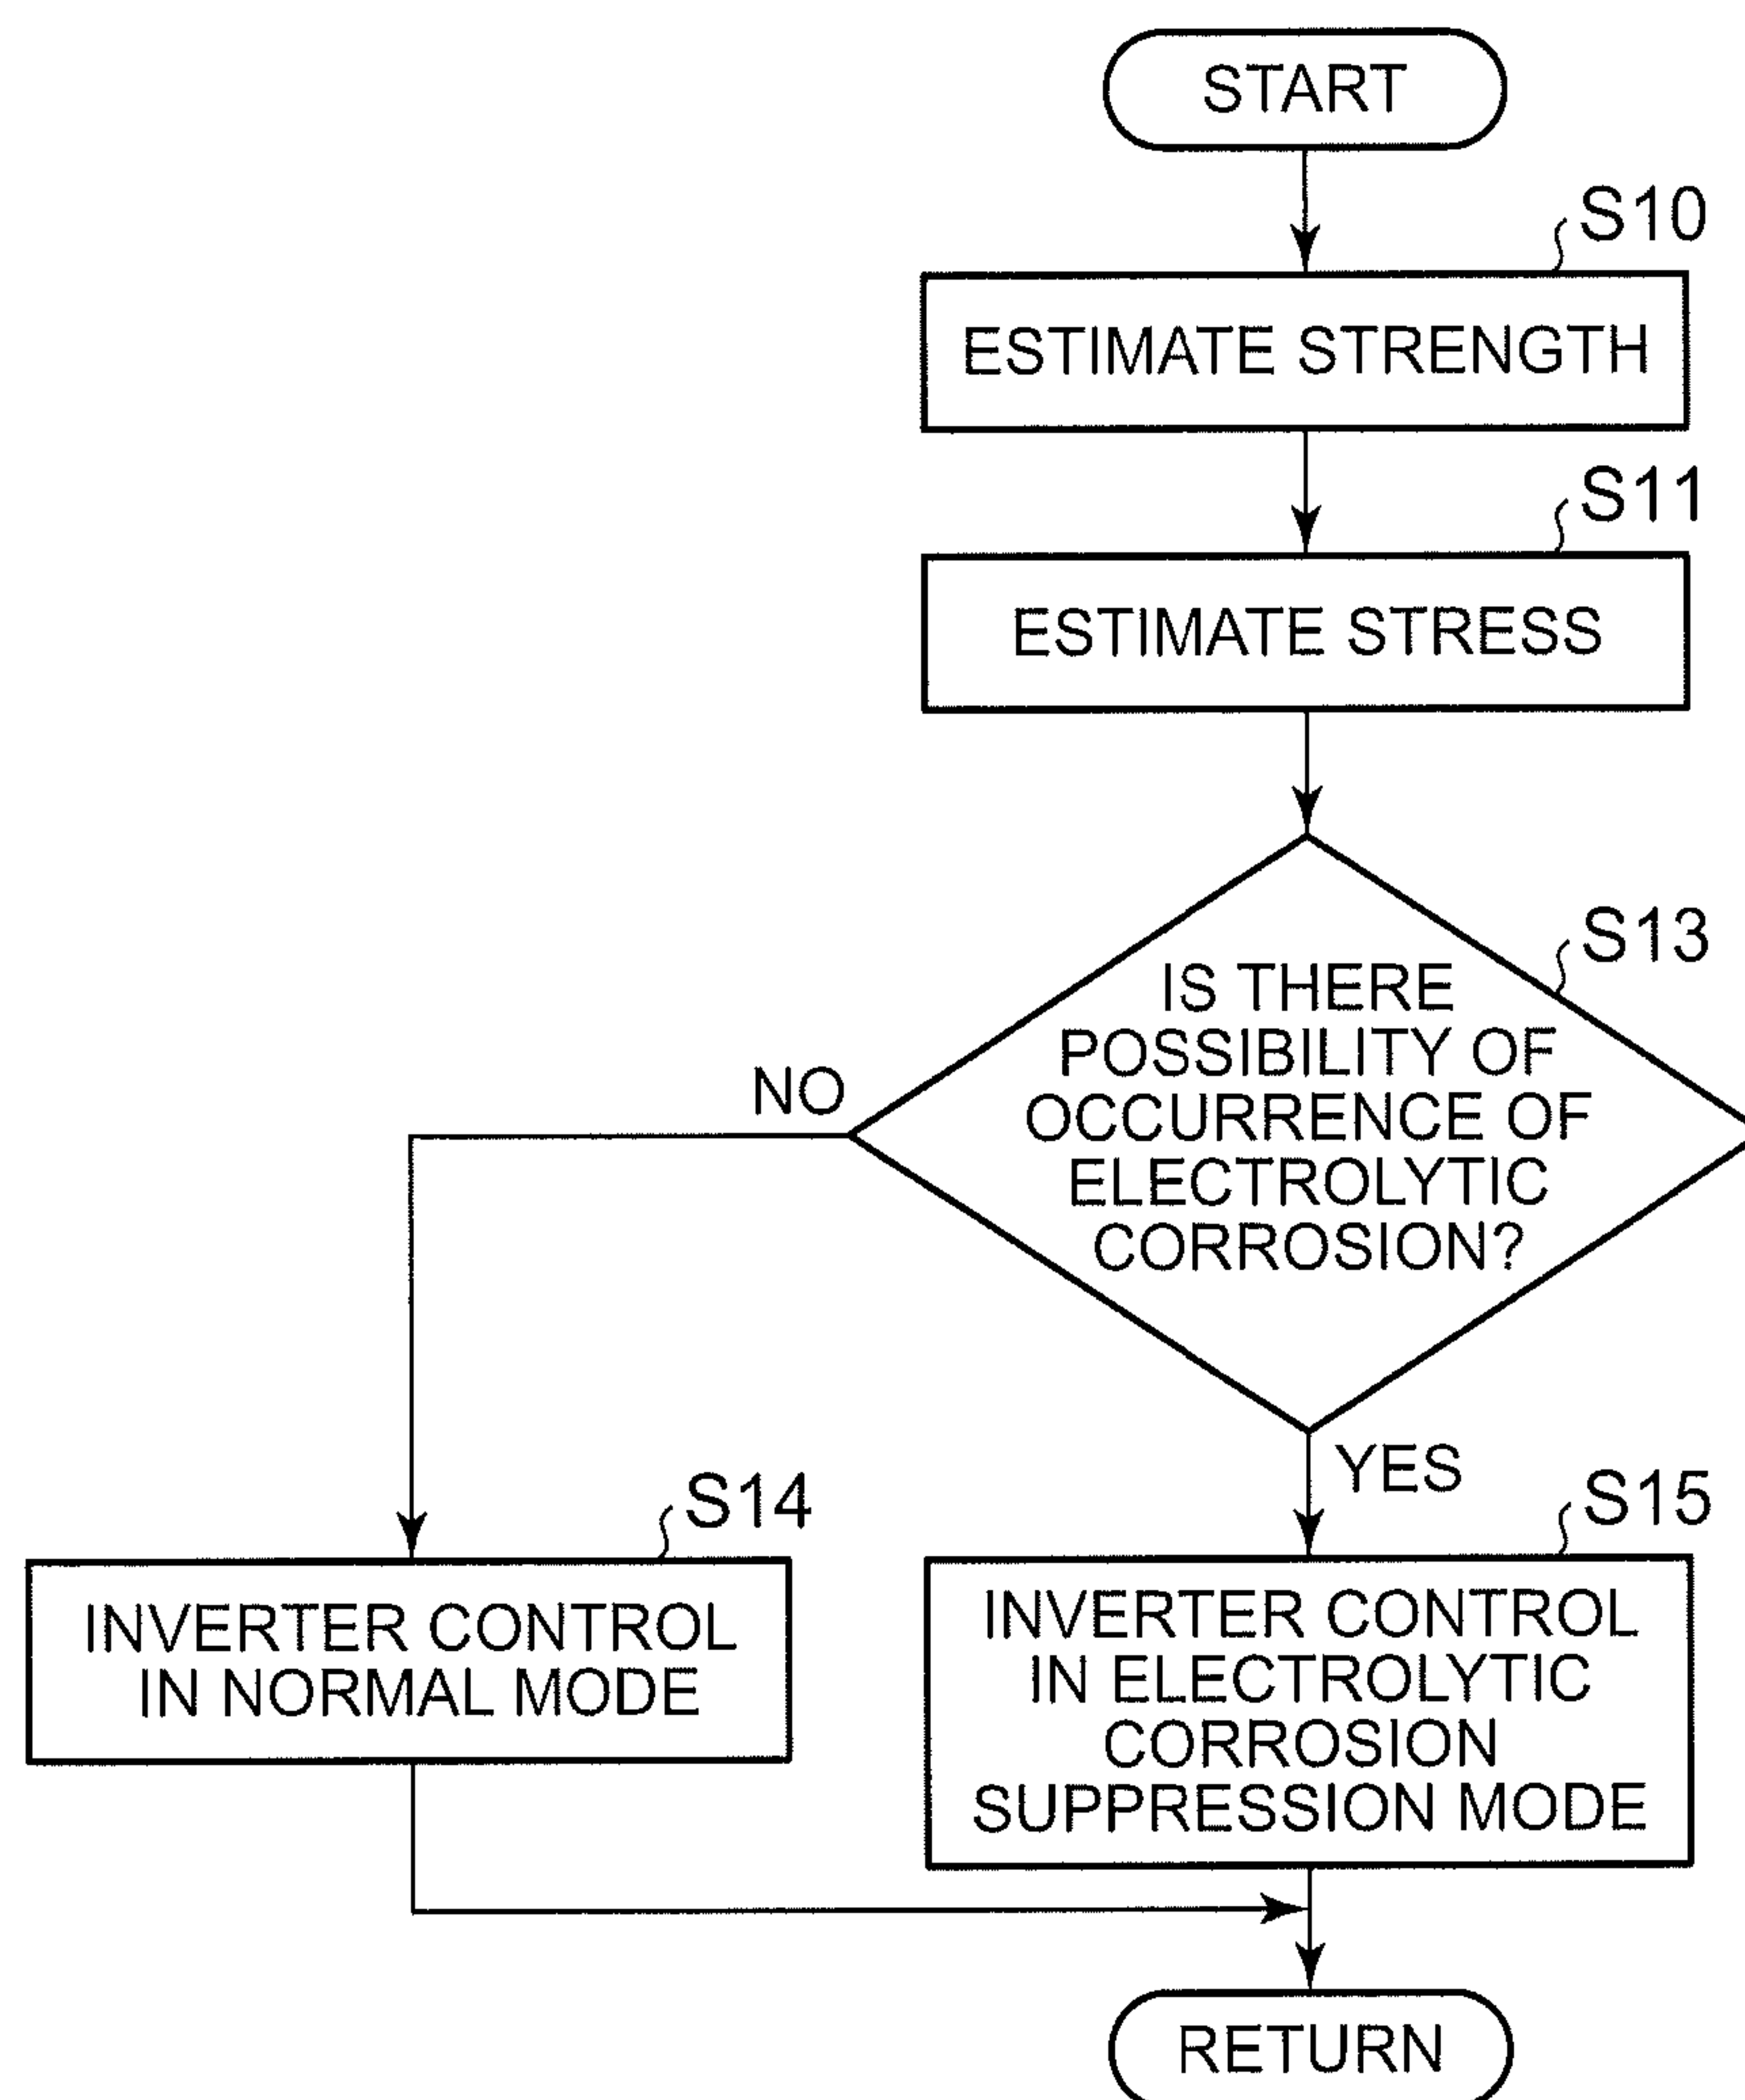 START
S10
ESTIMATE STRENGTH
S11
ESTIMATE STRESS
S13
IS THERE
POSSIBILITY OF
OCCURRENCE OF
ELECTROLYTIC
CORROSION?
NO
YES
S14
INVERTER CONTROL
IN NORMAL MODE
S15
INVERTER CONTROL
IN ELECTROLYTIC
CORROSION
SUPPRESSION MODE
RETURN